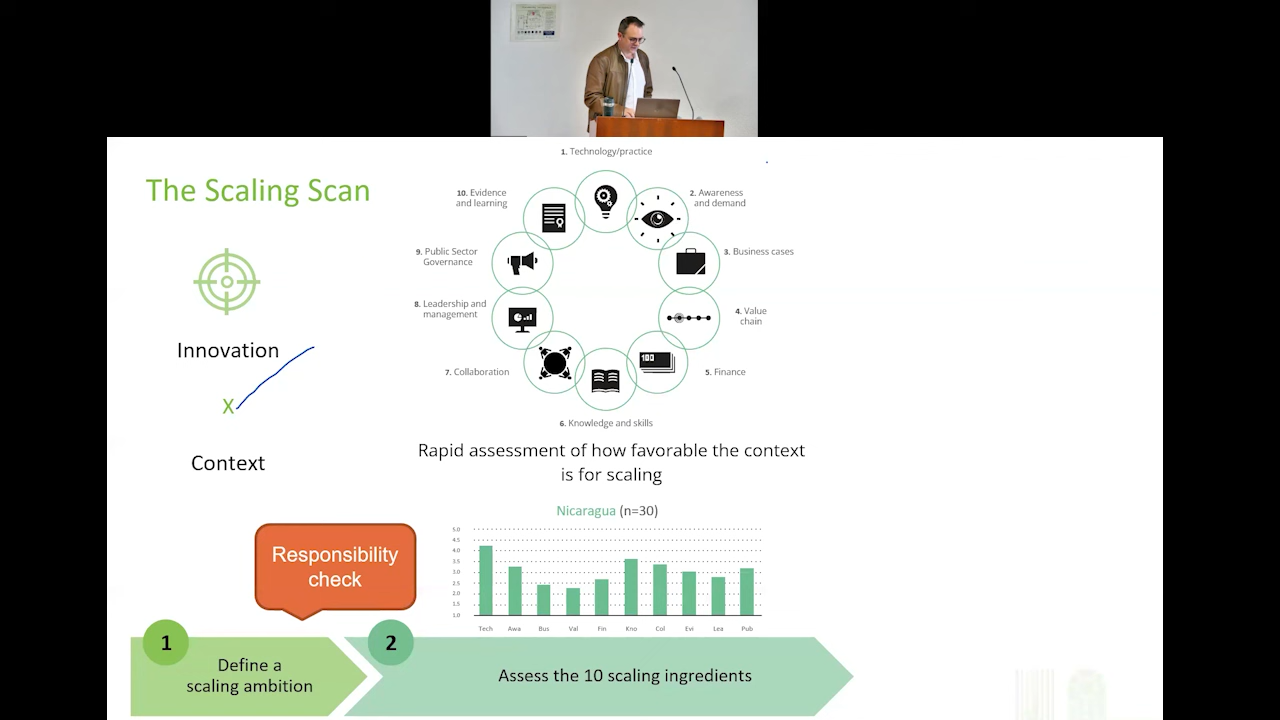 The Scaling Scan
Innovation
X
Context
1. Technology/practice
2. Awareness
and demand
3. Business cases
4. Value
chain
5. Finance
6. Knowledge and skills
7. Collaboration
8. Leadership and
management
9. Public Sector
Governance
10. Evidence
and learning
100
Rapid assessment of how favorable the context
is for scaling
Nicaragua (n=30)
5.0
4.5
4.0
3.5
3.0
2.5
2.0
1.5
1.0
Tech Awa Bus Val Fin Kno Col Evi Lea Pub
Responsibility
check
1
Define a
scaling ambition
2
Assess the 10 scaling ingredients